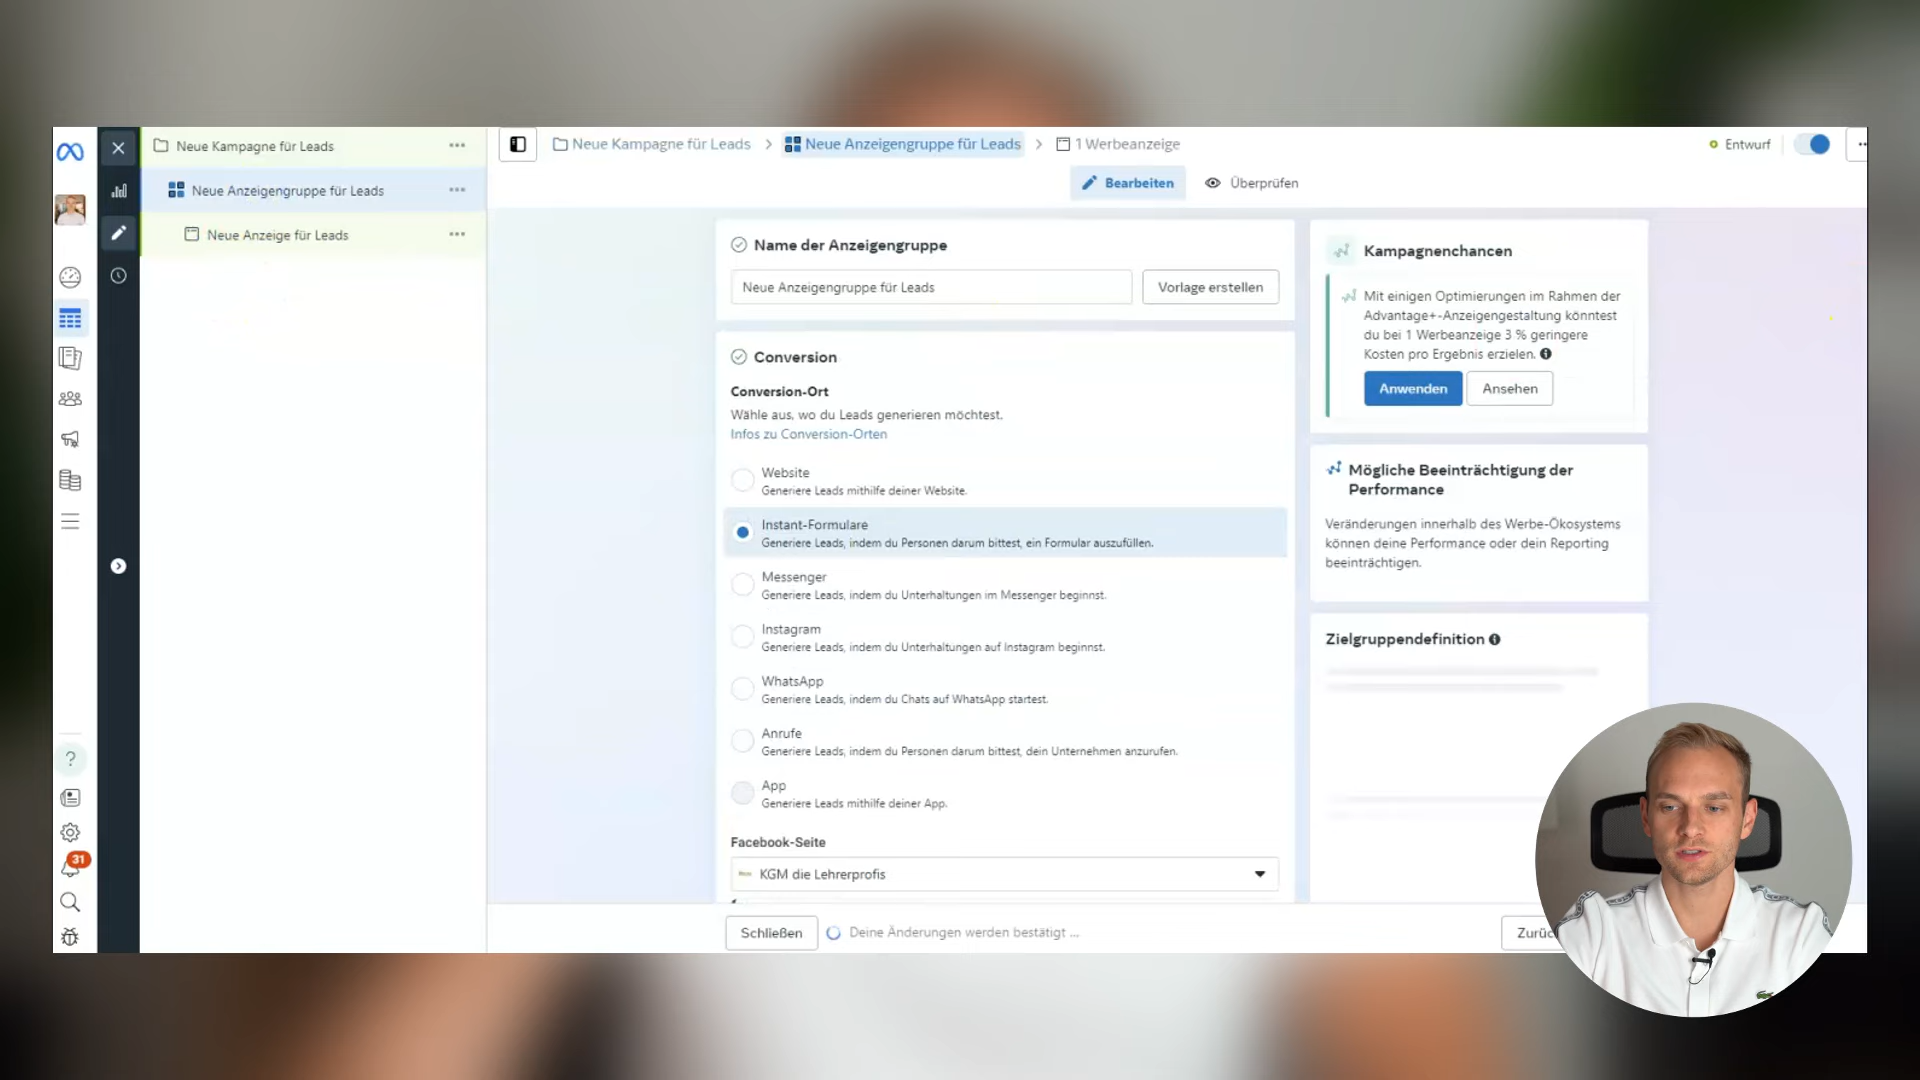 Neue Kampagne für Leads
Neue Anzeigengruppe für Leads
Neue Anzeige für Leads
31
Neue Kampagne für Leads
Neue Anzeigengruppe für Leads
1 Werbeanzeige
Entwurf
Bearbeiten
Überprüfen
Name der Anzeigengruppe
Neue Anzeigengruppe für Leads
Vorlage erstellen
Conversion
Conversion-Ort
Wähle aus, wo du Leads generieren möchtest.
Infos zu Conversion-Orten
Website
Generiere Leads mithilfe deiner Website.
Instant-Formulare
Generiere Leads, indem du Personen darum bittest, ein Formular auszufüllen.
Messenger
Generiere Leads, indem du Unterhaltungen im Messenger beginnst.
Instagram
Generiere Leads, indem du Unterhaltungen auf Instagram beginnst.
WhatsApp
Generiere Leads, indem du Chats auf WhatsApp startest.
Anrufe
Generiere Leads, indem du Personen darum bittest, dein Unternehmen anzurufen.
App
Generiere Leads mithilfe deiner App.
Facebook-Seite
KGM die Lehrerprofis
Schließen
Deine Änderungen werden bestätigt ...
Kampagnenchancen
Mit einigen Optimierungen im Rahmen der
Advantage+-Anzeigengestaltung könntest
du bei 1 Werbeanzeige 3 % geringere
Kosten pro Ergebnis erzielen.
Anwenden
Ansehen
Mögliche Beeinträchtigung der
Performance
Veränderungen innerhalb des Werbe-Ökosystems
können deine Performance oder dein Reporting
beeinträchtigen.
Zielgruppendefinition